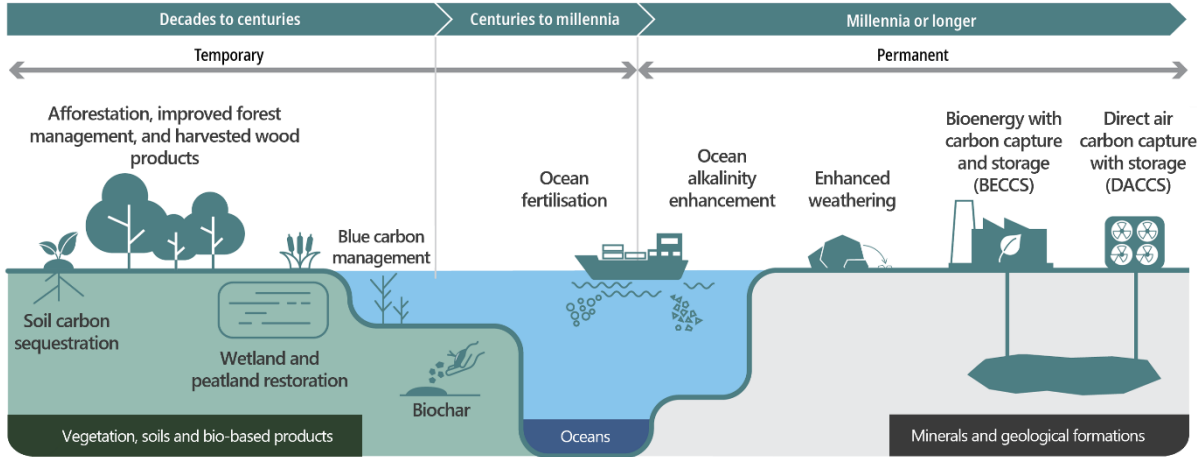 Decades to centuries
Centuries to millennia
Millennia or longer
Temporary
Permanent
Afforestation, improved forest
management, and harvested wood
products
Soil carbon
sequestration
Wetland and
peatland restoration
Blue carbon
management
Biochar
Ocean
fertilisation
Ocean
alkalinity
enhancement
Enhanced
weathering
Bioenergy with
carbon capture
and storage
(BECCS)
Direct air
carbon capture
with storage
(DACCS)
Vegetation, soils and bio-based products
Oceans
Minerals and geological formations